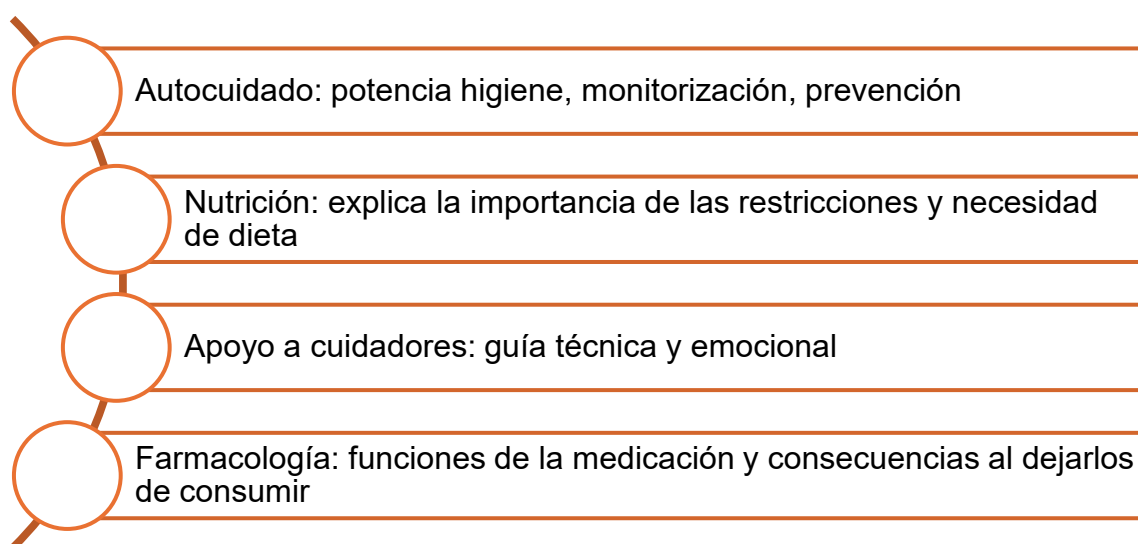 Autocuidado: potencia higiene, monitorización, prevención
Nutrición: explica la importancia de las restricciones y necesidad
de dieta
Apoyo a cuidadores: guía técnica y emocional
Farmacología: funciones de la medicación y consecuencias al dejarlos
de consumir